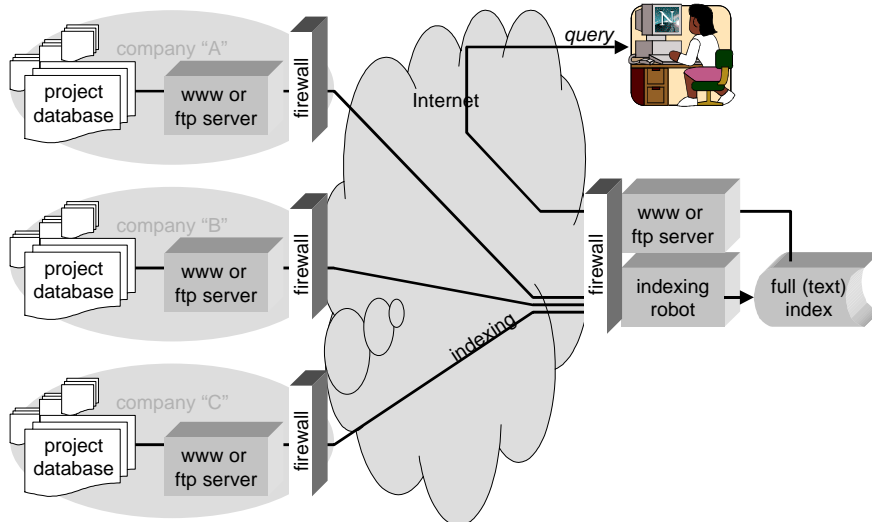 company “A”
project
database
www or
ftp server
firewall
Internet
query
N
company “B”
project
database
www or
ftp server
firewall
company “C”
project
database
www or
ftp server
firewall
indexing
firewall
www or
ftp server
indexing
robot
full (text)
index